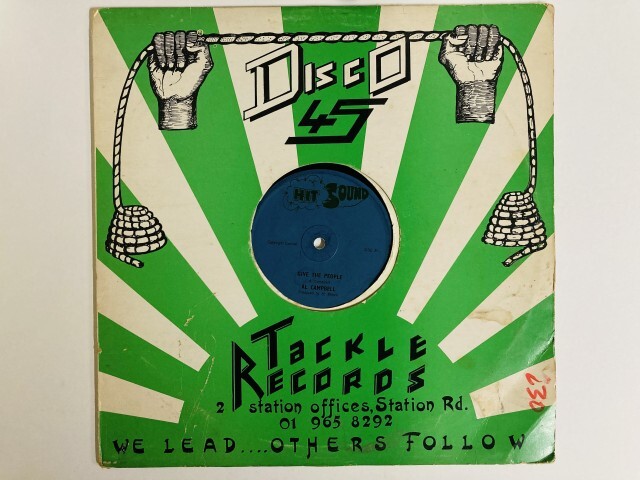 DISCO
45
HIT SOUND
GIVE THE PEOPLE
AL CAMPBELL
TACKLE
RECORDS
2 station offices, Station Rd.
01 965 8292
WE LEAD....OTHERS FOLLOW